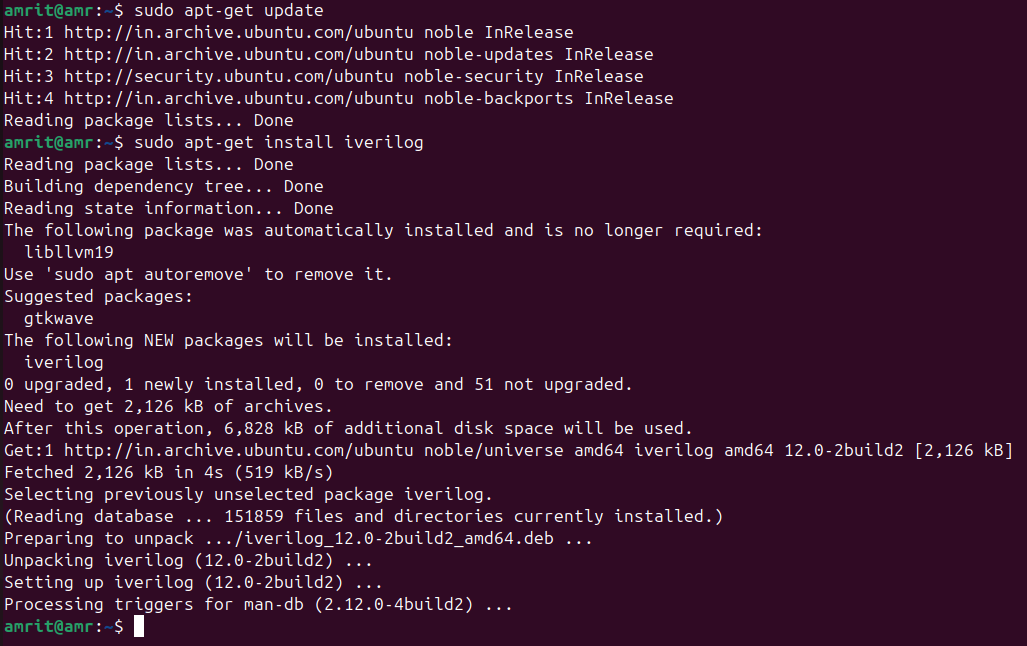 amrit@amr:~$ sudo apt-get update
Hit:1 http://in.archive.ubuntu.com/ubuntu noble InRelease
Hit:2 http://in.archive.ubuntu.com/ubuntu noble-updates InRelease
Hit:3 http://security.ubuntu.com/ubuntu noble-security InRelease
Hit:4 http://in.archive.ubuntu.com/ubuntu noble-backports InRelease
Reading package lists... Done
amrit@amr:~$ sudo apt-get install iverilog
Reading package lists... Done
Building dependency tree... Done
Reading state information... Done
The following package was automatically installed and is no longer required:
  libllvm19
Use 'sudo apt autoremove' to remove it.
Suggested packages:
  gtkwave
The following NEW packages will be installed:
  iverilog
0 upgraded, 1 newly installed, 0 to remove and 51 not upgraded.
Need to get 2,126 kB of archives.
After this operation, 6,828 kB of additional disk space will be used.
Get:1 http://in.archive.ubuntu.com/ubuntu noble/universe amd64 iverilog amd64 12.0-2build2 [2,126 kB]
Fetched 2,126 kB in 4s (519 kB/s)
Selecting previously unselected package iverilog.
(Reading database ... 151859 files and directories currently installed.)
Preparing to unpack .../iverilog_12.0-2build2_amd64.deb ...
Unpacking iverilog (12.0-2build2) ...
Setting up iverilog (12.0-2build2) ...
Processing triggers for man-db (2.12.0-4build2) ...
amrit@amr:~$